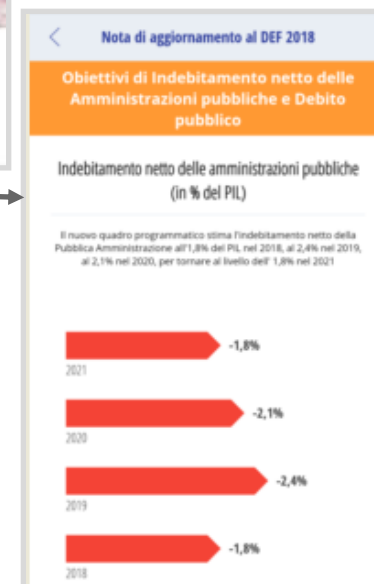 Nota di aggiornamento al DEF 2018
Obiettivi di Indebitamento netto delle
Amministrazioni pubbliche e Debito
pubblico
Indebitamento netto delle amministrazioni pubbliche
(in % del PIL)
Il nuovo quadro programmatico stima l'indebitamento netto della
Pubblica Amministrazione all'1,8% del PIL nel 2018, al 2,4% nel 2019,
al 2,1% nel 2020, per tornare al livello dell' 1,8% nel 2021
-1,8%
2021
-2,1%
2020
-2,4%
2019
-1,8%
2018